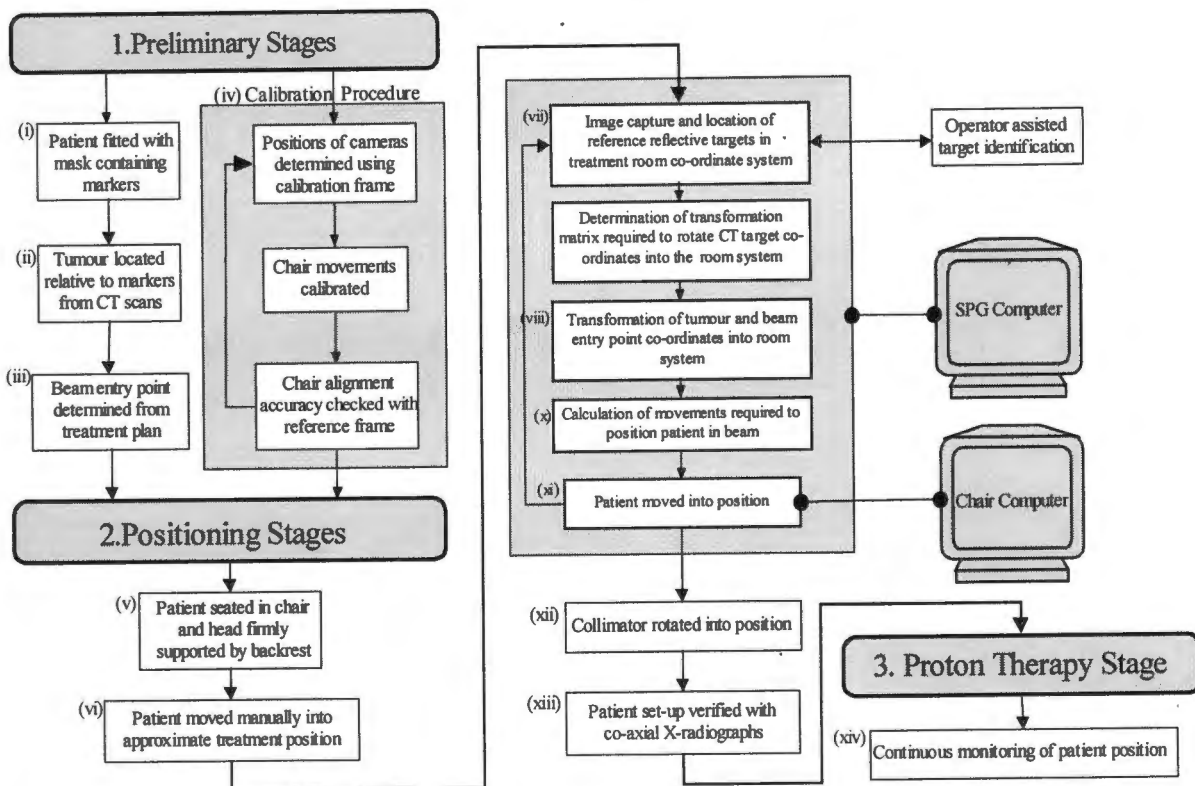 1.Preliminary Stages
(i)
Patient fitted with
mask containing
markers
(ii)
Tumour located
relative to markers
from CT scans
(iii)
Beam entry point
determined from
treatment plan
(iv) Calibration Procedure
Positions of cameras
determined using
calibration frame
Chair movements
calibrated
Chair alignment
accuracy checked with
reference frame
2.Positioning Stages
(v)
Patient seated in chair
and head firmly
supported by backrest
(vi)
Patient moved manually into
approximate treatment position
(vii)
Image capture and location of
reference reflective targets in
treatment room co-ordinate system
Operator assisted
target identification
Determination of transformation
matrix required to rotate CT target co-
ordinates into the room system
(viii)
Transformation of tumour and beam
entry point co-ordinates into room
system
SPG Computer
(x)
Calculation of movements required to
position patient in beam
(xi)
Patient moved into position
Chair Computer
(xii)
Collimator rotated into position
(xiii)
Patient set-up verified with
co-axial X-radiographs
3. Proton Therapy Stage
(xiv)
Continuous monitoring of patient position